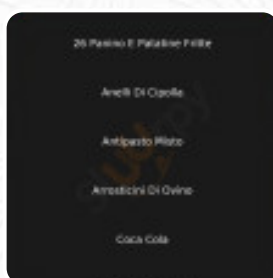 26 Panino E Patatine Fritte
Anelli Di Cipolla
Antipasto Misto
Arrosticini Di Ovino
Coca Cola